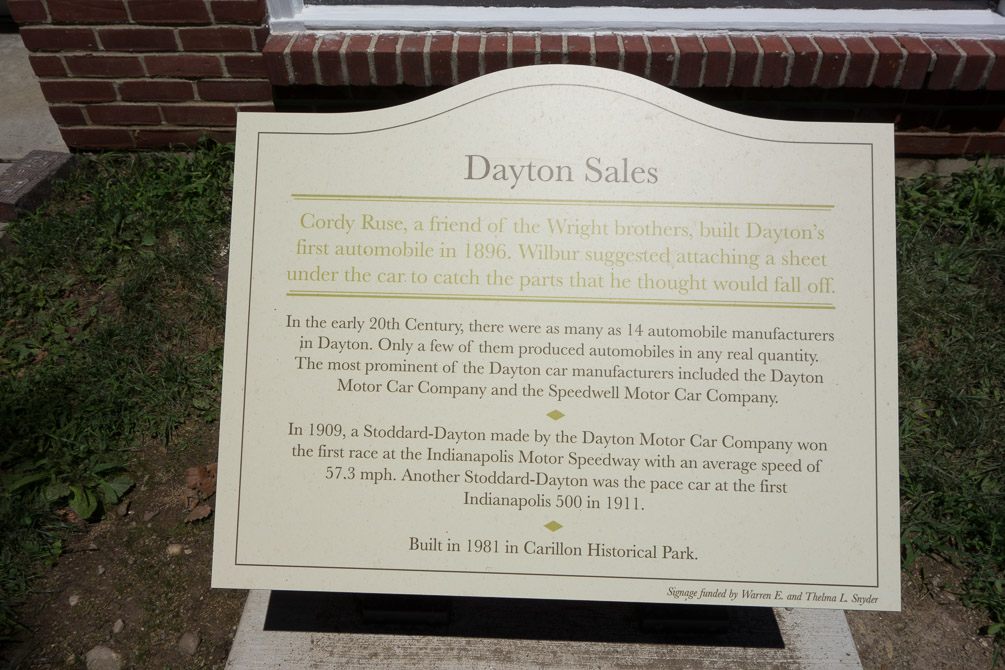 Dayton Sales
Cordy Ruse, a friend of the Wright brothers, built Dayton's
first automobile in 1896. Wilbur suggested attaching a sheet
under the car to catch the parts that he thought would fall off.
In the early 20th Century, there were as many as 14 automobile manufacturers
in Dayton. Only a few of them produced automobiles in any real quantity.
The most prominent of the Dayton car manufacturers included the Dayton
Motor Car Company and the Speedwell Motor Car Company.
In 1909, a Stoddard-Dayton made by the Dayton Motor Car Company won
the first race at the Indianapolis Motor Speedway with an average speed of
57.3 mph. Another Stoddard-Dayton was the pace car at the first
Indianapolis 500 in 1911.
Built in 1981 in Carillon Historical Park.
Signage funded by Warren E. and Thelma L. Snyder